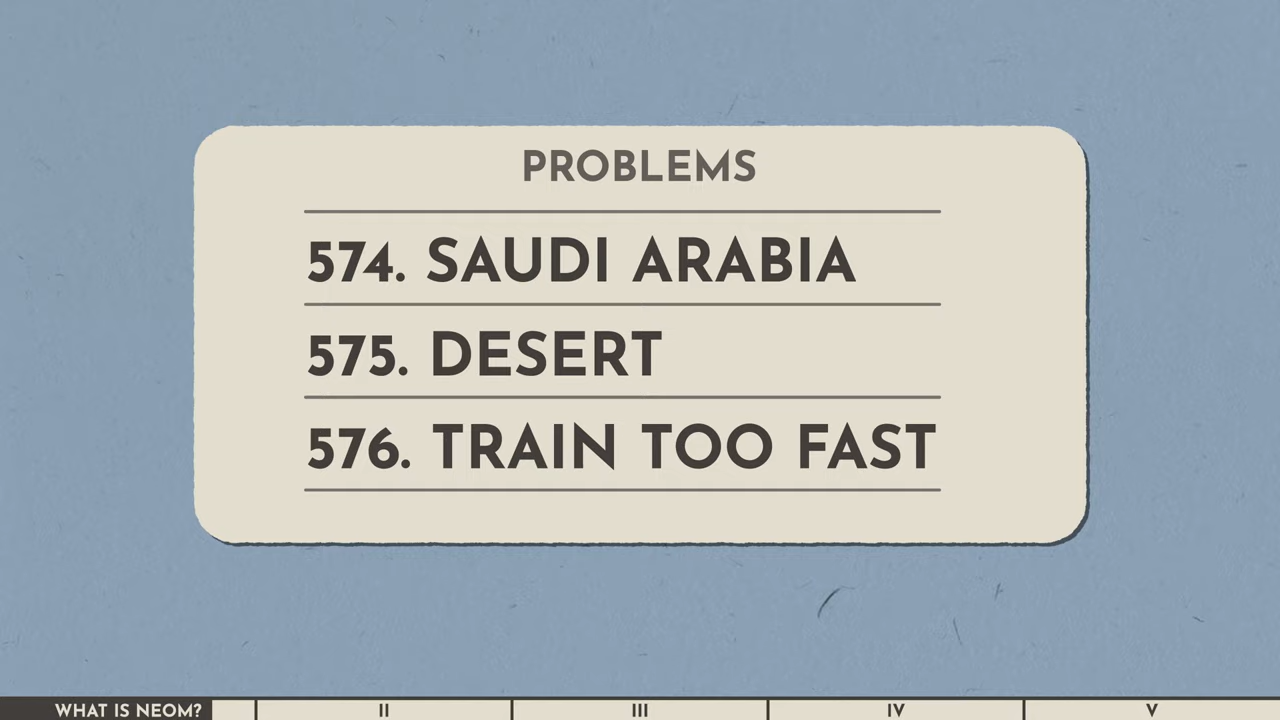 PROBLEMS
574. SAUDI ARABIA
575. DESERT
576. TRAIN TOO FAST
WHAT IS NEOM? II III IV V